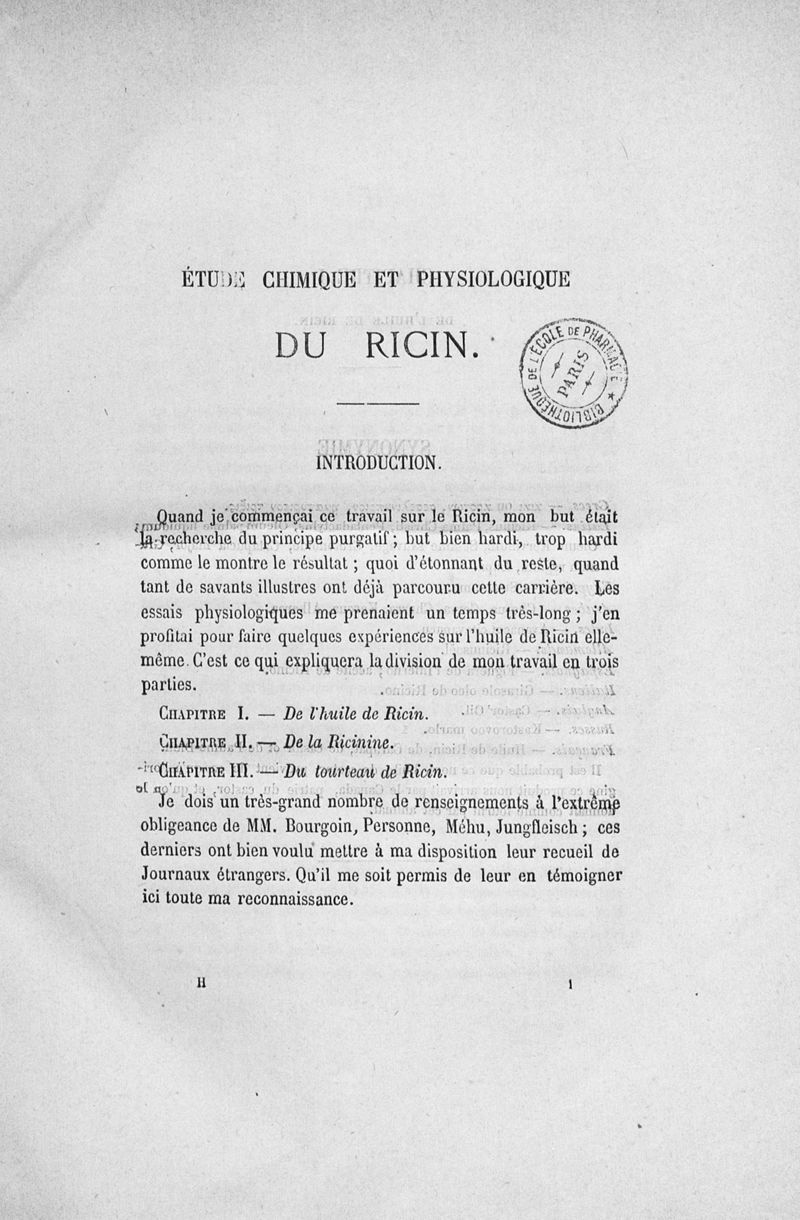 ÉTUDE CHIMIQUE ET PHYSIOLOGIQUE
DU RICIN.
BIBLIOTHÈQUE DE L'ÉCOLE DE PHARMACIE
PARIS
INTRODUCTION.
Quand je commençai ce travail sur le Ricin, mon but était
la recherche du principe purgatif ; but bien hardi, trop hardi
comme le montre le résultat ; quoi d'étonnant du reste, quand
tant de savants illustres ont déjà parcouru cette carrière. Les
essais physiologiques me prenaient un temps très-long ; j'en
profitai pour faire quelques expériences sur l'huile de Ricin elle-
même. C'est ce qui expliquera la division de mon travail en trois
parties.
CHAPITRE I. — De l'huile de Ricin.
CHAPITRE II. — De la Ricinine.
CHAPITRE III. — Du tourteau de Ricin.
Je dois un très-grand nombre de renseignements à l'extrême
obligeance de MM. Bourgoin, Personne, Méhu, Jungfleisch ; ces
derniers ont bien voulu mettre à ma disposition leur recueil de
Journaux étrangers. Qu'il me soit permis de leur en témoigner
ici toute ma reconnaissance.
H 1